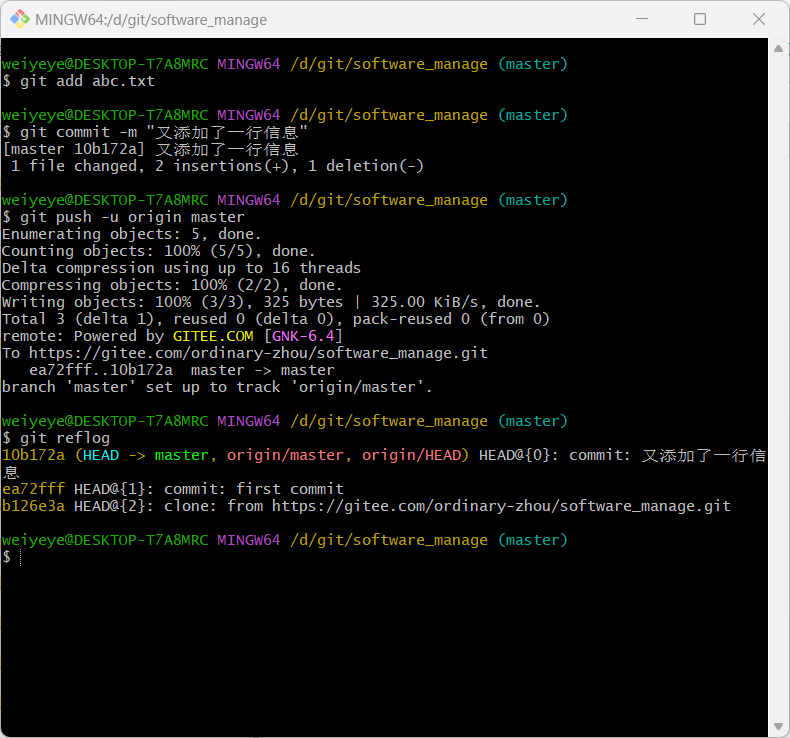 MINGW64:/d/git/software_manage
weiyeye@DESKTOP-T7A8MRC MINGW64 /d/git/software_manage (master)
$ git add abc.txt
weiyeye@DESKTOP-T7A8MRC MINGW64 /d/git/software_manage (master)
$ git commit -m "又添加了一行信息"
[master 10b172a] 又添加了一行信息
 1 file changed, 2 insertions(+), 1 deletion(-)
weiyeye@DESKTOP-T7A8MRC MINGW64 /d/git/software_manage (master)
$ git push -u origin master
Enumerating objects: 5, done.
Counting objects: 100% (5/5), done.
Delta compression using up to 16 threads
Compressing objects: 100% (2/2), done.
Writing objects: 100% (3/3), 325 bytes | 325.00 KiB/s, done.
Total 3 (delta 1), reused 0 (delta 0), pack-reused 0 (from 0)
remote: Powered by GITEE.COM [GNK-6.4]
To https://gitee.com/ordinary-zhou/software_manage.git
   ea72fff..10b172a  master -> master
branch 'master' set up to track 'origin/master'.
weiyeye@DESKTOP-T7A8MRC MINGW64 /d/git/software_manage (master)
$ git reflog
10b172a (HEAD -> master, origin/master, origin/HEAD) HEAD@{0}: commit: 又添加了一行信
息
ea72fff HEAD@{1}: commit: first commit
b126e3a HEAD@{2}: clone: from https://gitee.com/ordinary-zhou/software_manage.git
weiyeye@DESKTOP-T7A8MRC MINGW64 /d/git/software_manage (master)
$